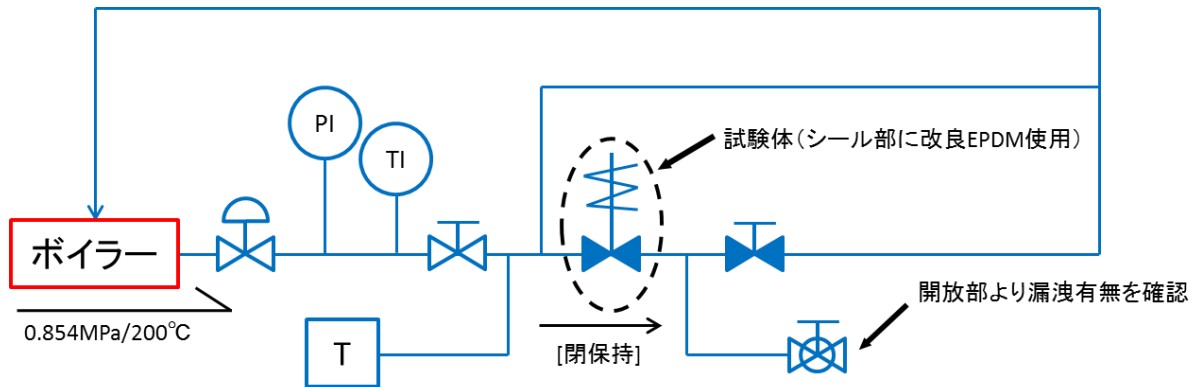 PI
TI
試験体（シール部に改良EPDM使用）
ボイラー
0.854MPa/200℃
T
[閉保持]
開放部より漏洩有無を確認